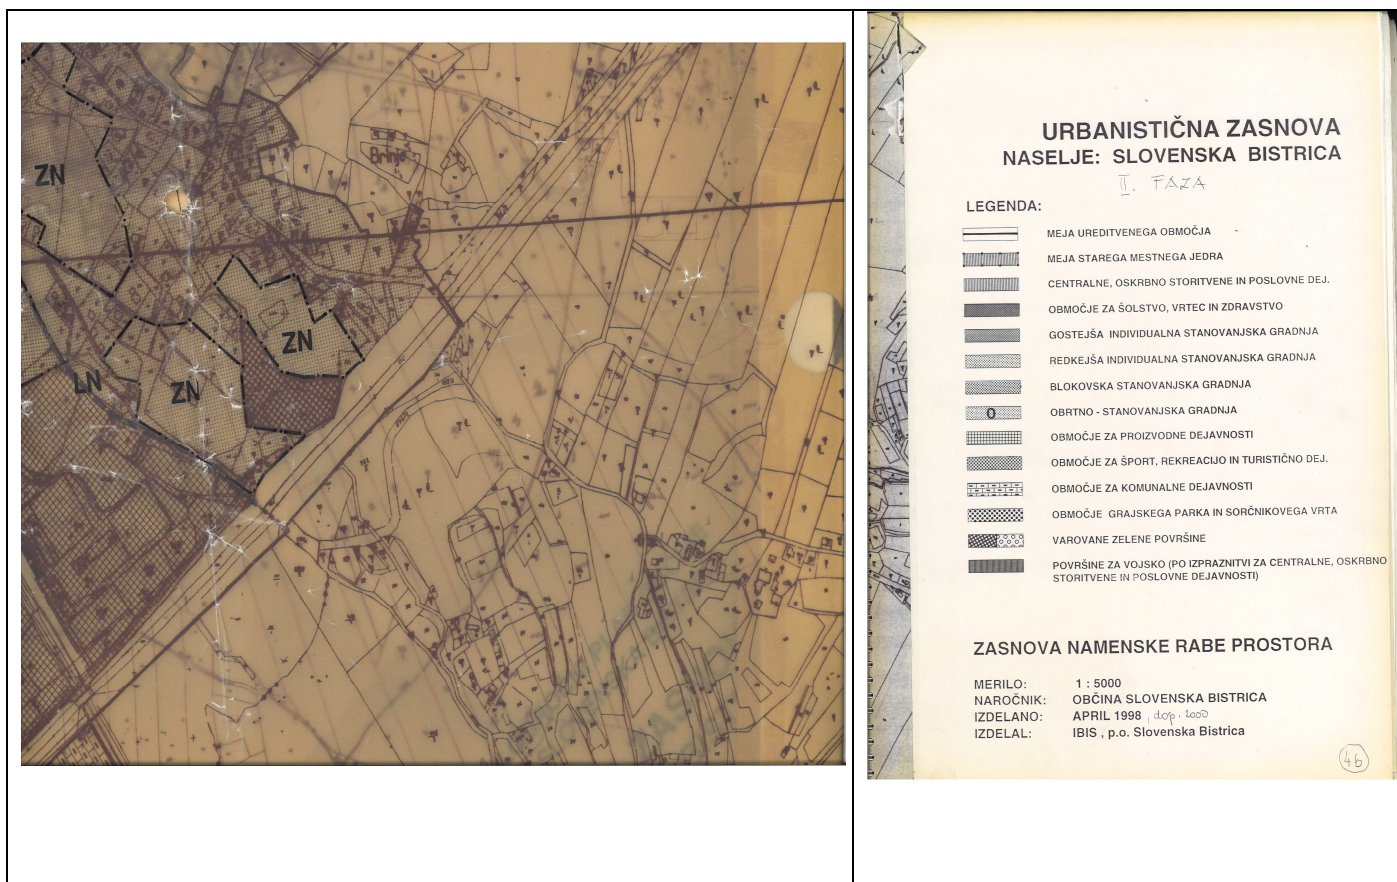 ZN
Brinje
ZN
LN
ZN
URBANISTIČNA ZASNOVA
NASELJE: SLOVENSKA BISTRICA
II. FAZA
LEGENDA:
MEJA UREDITVENEGA OBMOČJA
MEJA STAREGA MESTNEGA JEDRA
CENTRALNE, OSKRBNO STORITVENE IN POSLOVNE DEJ.
OBMOČJE ZA ŠOLSTVO, VRTEC IN ZDRAVSTVO
GOSTEJŠA INDIVIDUALNA STANOVANJSKA GRADNJA
REDKEJŠA INDIVIDUALNA STANOVANJSKA GRADNJA
BLOKOVSKA STANOVANJSKA GRADNJA
O OBRTNO - STANOVANJSKA GRADNJA
OBMOČJE ZA PROIZVODNE DEJAVNOSTI
OBMOČJE ZA ŠPORT, REKREACIJO IN TURISTIČNO DEJ.
OBMOČJE ZA KOMUNALNE DEJAVNOSTI
OBMOČJE GRAJSKEGA PARKA IN SORČNIKOVEGA VRTA
VAROVANE ZELENE POVRŠINE
POVRŠINE ZA VOJSKO (PO IZPRAZNITVI ZA CENTRALNE, OSKRBNO
STORITVENE IN POSLOVNE DEJAVNOSTI)
ZASNOVA NAMENSKE RABE PROSTORA
MERILO: 1 : 5000
NAROČNIK: OBČINA SLOVENSKA BISTRICA
IZDELANO: APRIL 1998, dop. 2000
IZDELAL: IBIS , p.o. Slovenska Bistrica
4b